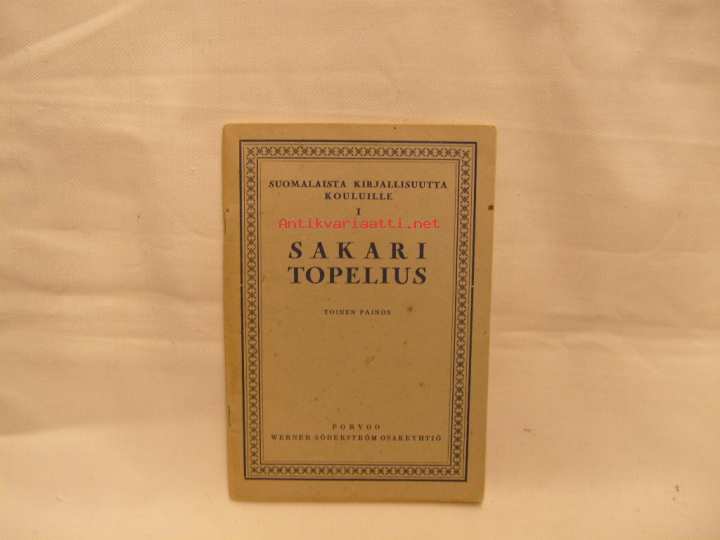 SUOMALAISTA KIRJALLISUUTTA
KOULUILLE
I
Antikvariaatti.net
SAKARI
TOPELIUS
TOINEN PAINOS
PORVOO
WERNER SÖDERSTRÖM OSAKEYHTIÖ